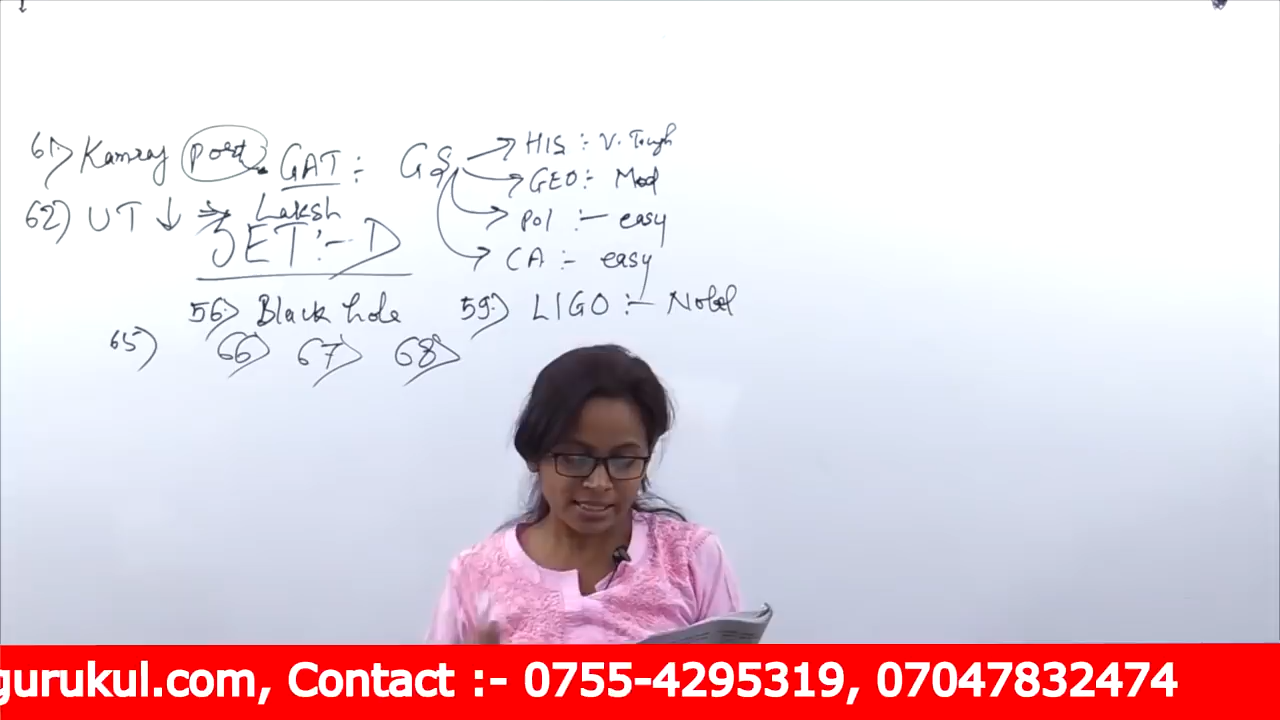 61) Kamraj port. GAT : GS → HIS :- V. Tough
→ GEO :- Mod
62) UT ↓ → Laksh
→ Pol :- easy
SET :- D
→ CA :- easy
56) Black hole 59) LIGO :- Nobel
65) 66) 67) 68)
gurukul.com, Contact :- 0755-4295319, 07047832474